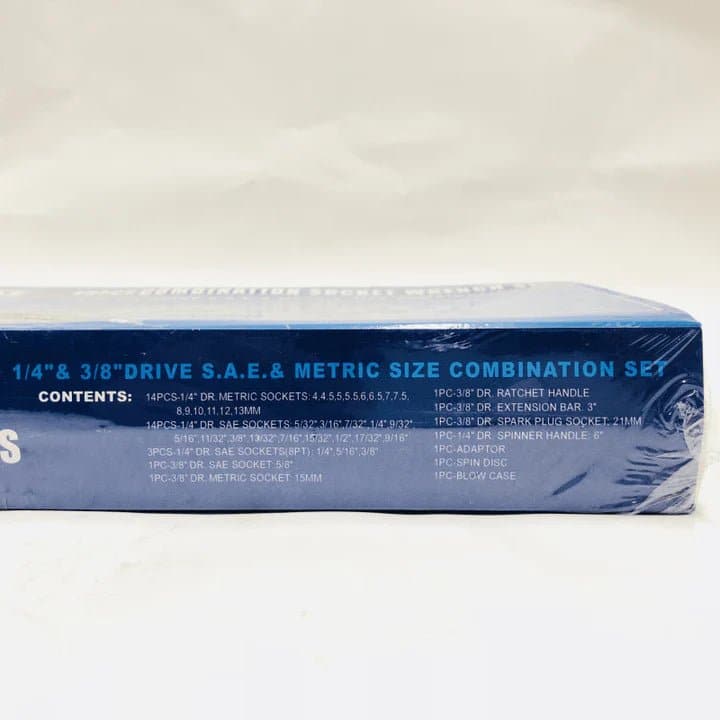 COMBINATION SOCKET WRENCH
1/4"& 3/8"DRIVE S.A.E.& METRIC SIZE COMBINATION SET
CONTENTS:
14PCS-1/4" DR. METRIC SOCKETS: 4,4.5,5,5.5,6,6.5,7,7.5,
8,9,10,11,12,13MM
14PCS-1/4" DR. SAE SOCKETS: 5/32",3/16",7/32",1/4",9/32"
5/16",11/32",3/8",13/32",7/16",15/32",1/2",17/32",9/16"
3PCS-1/4" DR. SAE SOCKETS(8PT): 1/4",5/16",3/8"
1PC-3/8" DR. SAE SOCKET: 5/8"
1PC-3/8" DR. METRIC SOCKET: 15MM
1PC-3/8" DR. RATCHET HANDLE
1PC-3/8" DR. EXTENSION BAR: 3"
1PC-3/8" DR. SPARK PLUG SOCKET: 21MM
1PC-1/4" DR. SPINNER HANDLE: 6"
1PC-ADAPTOR
1PC-SPIN DISC
1PC-BLOW CASE
S